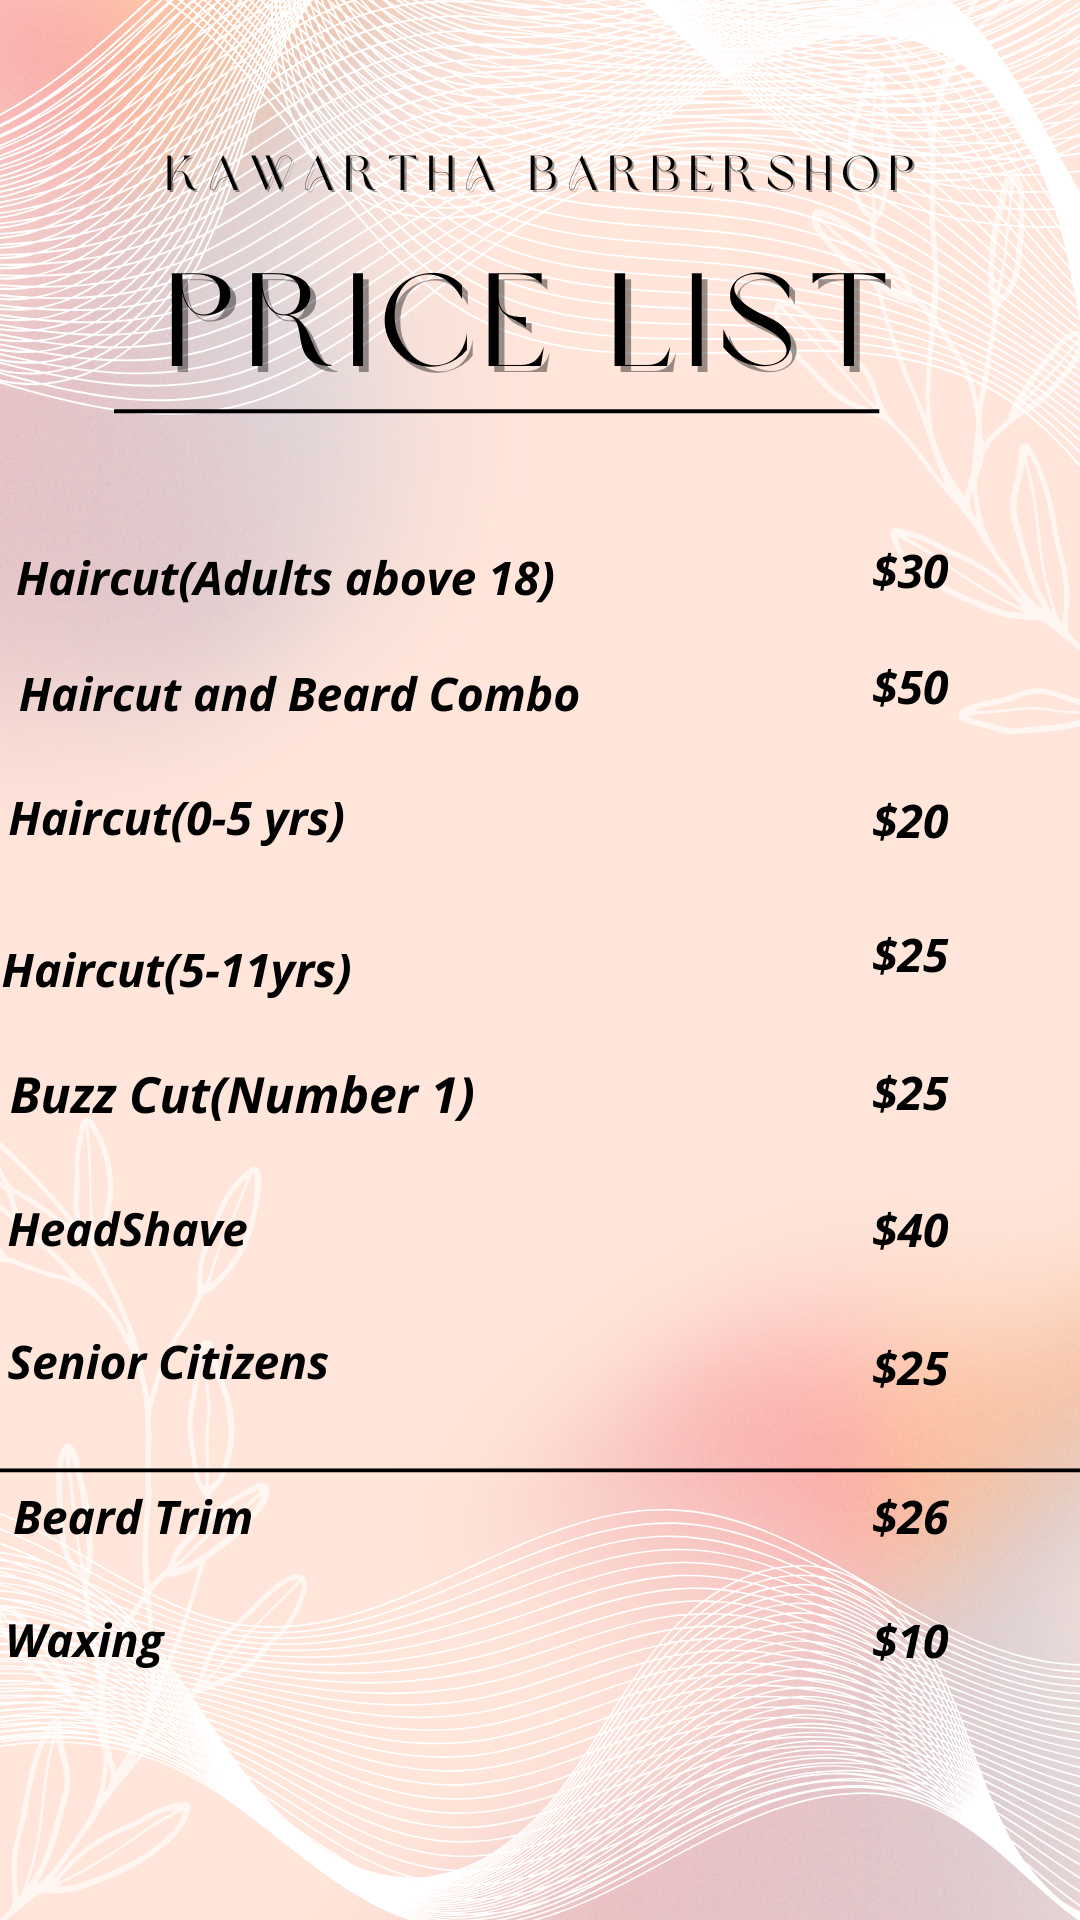 KAWARTHA BARBERSHOP
PRICE LIST
Haircut(Adults above 18) $30
Haircut and Beard Combo $50
Haircut(0-5 yrs) $20
Haircut(5-11yrs) $25
Buzz Cut(Number 1) $25
HeadShave $40
Senior Citizens $25
Beard Trim $26
Waxing $10